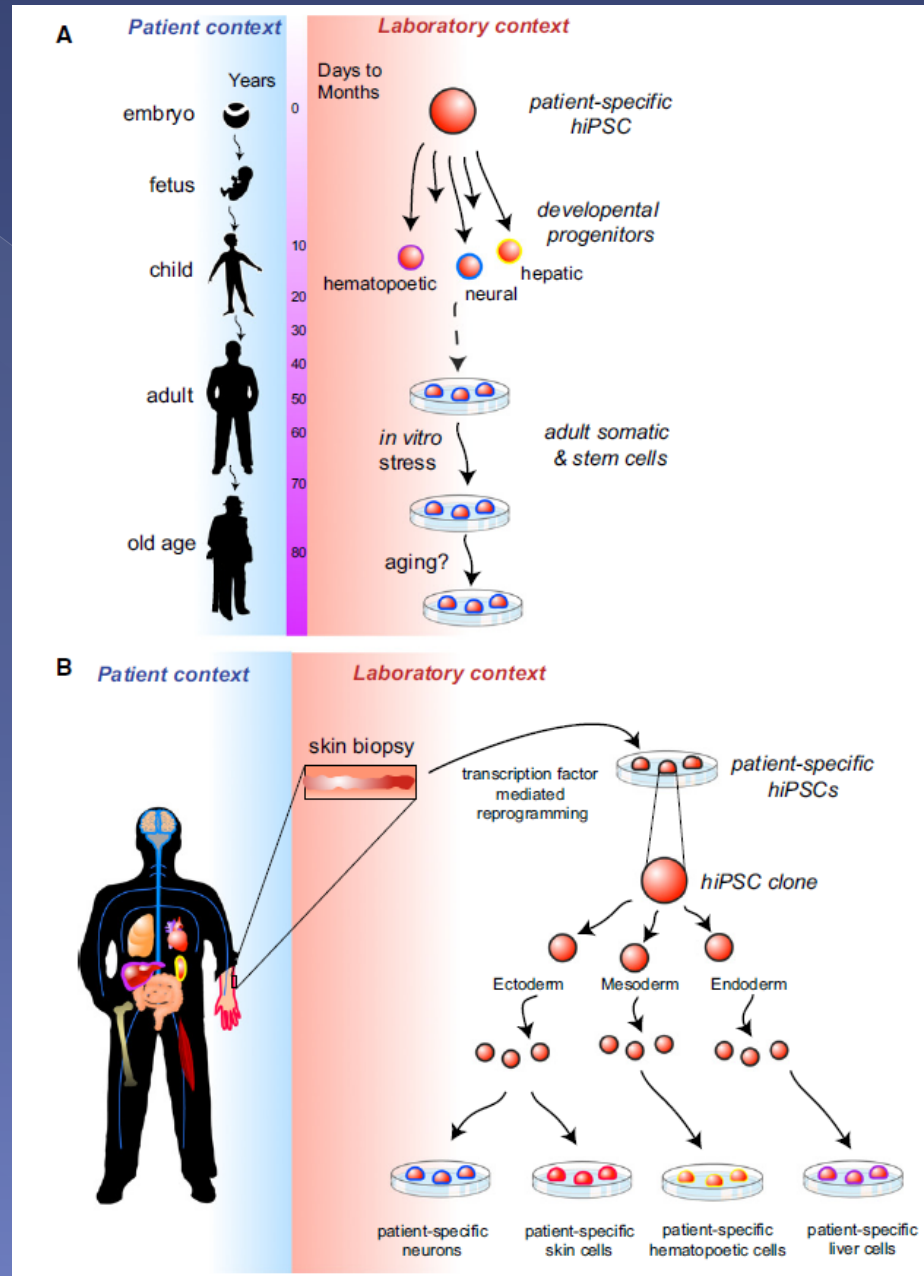 A
Patient context
Laboratory context
Years
Days to
Months
embryo
fetus
child
adult
old age
0
10
20
30
40
50
60
70
80
patient-specific
hiPSC
developental
progenitors
hematopoetic
neural
hepatic
in vitro
stress
adult somatic
& stem cells
aging?
B
Patient context
Laboratory context
skin biopsy
transcription factor
mediated
reprogramming
patient-specific
hiPSCs
hiPSC clone
Ectoderm
Mesoderm
Endoderm
patient-specific
neurons
patient-specific
skin cells
patient-specific
hematopoetic cells
patient-specific
liver cells